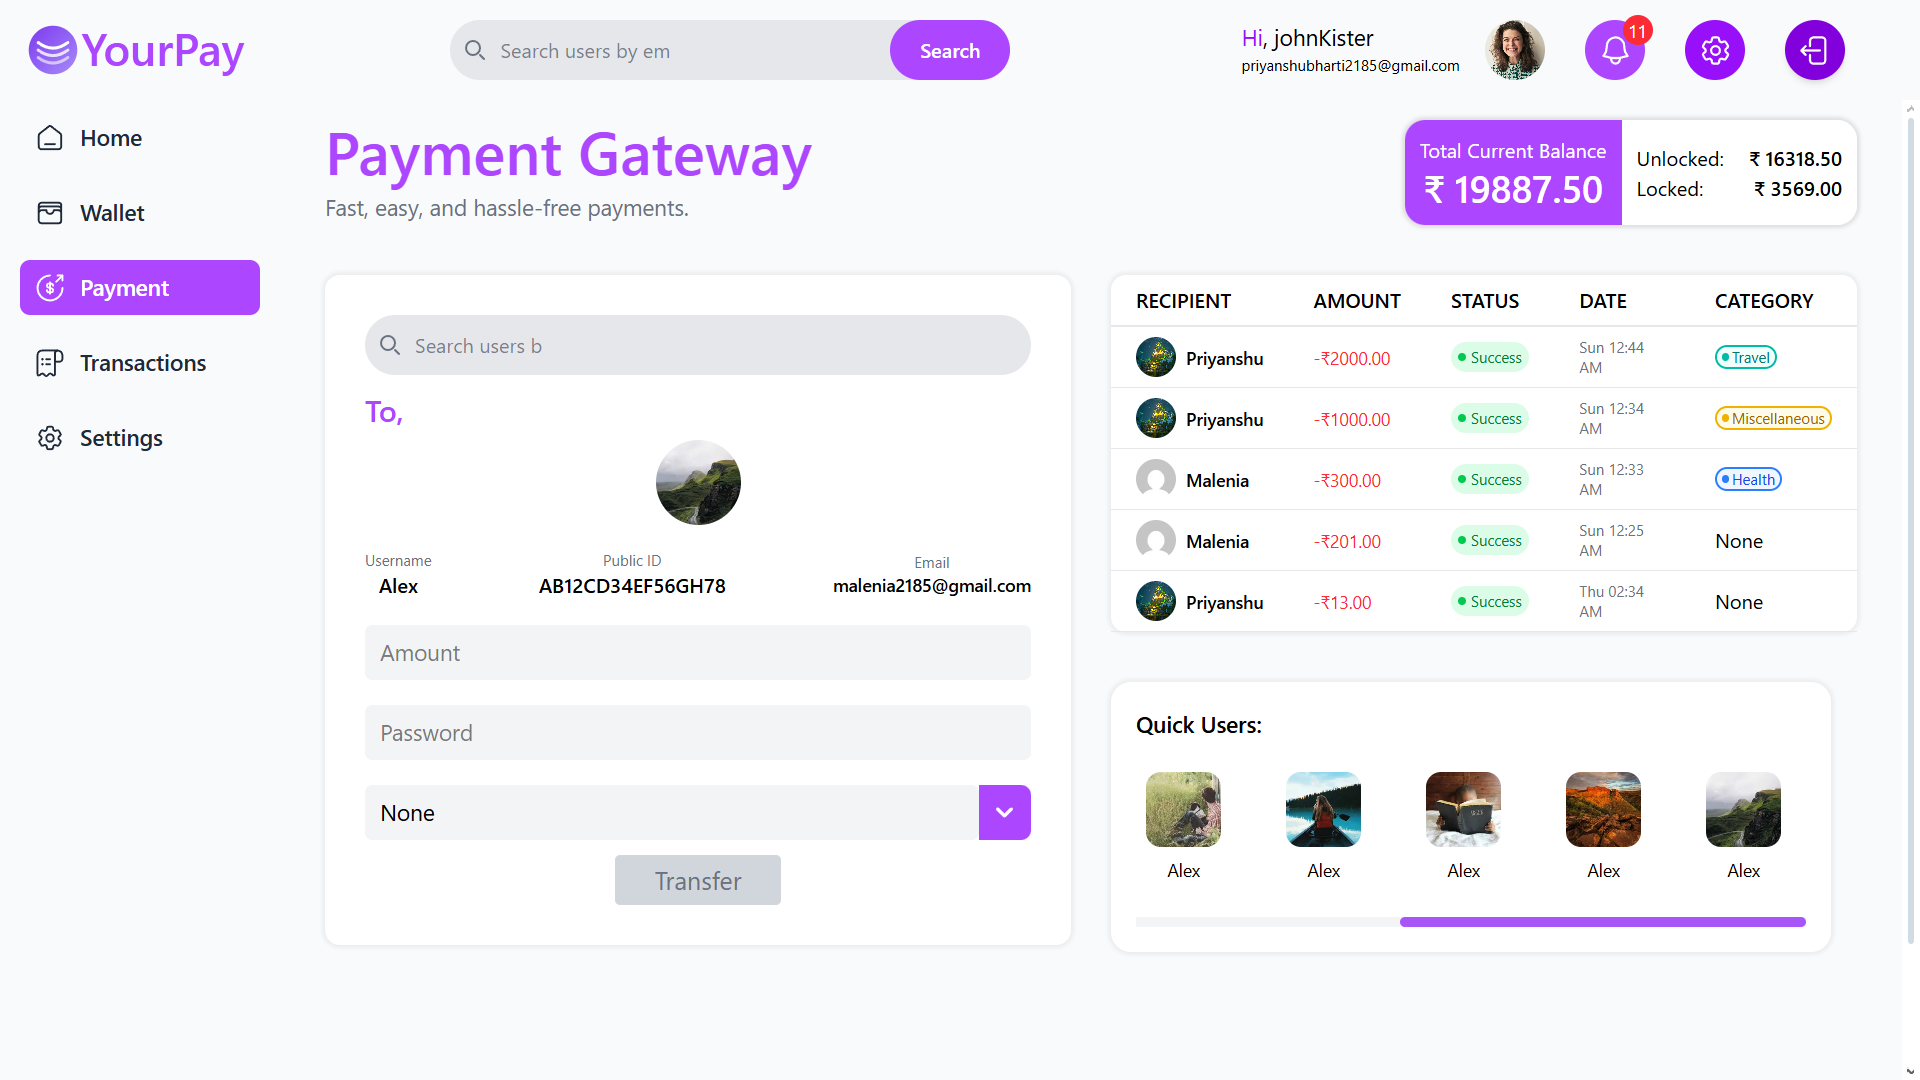 YourPay
Search users by em
Search
Hi, johnKister
priyanshubharti2185@gmail.com
11
Home
Wallet
Payment
Transactions
Settings
Payment Gateway
Fast, easy, and hassle-free payments.
Total Current Balance
₹ 19887.50
Unlocked: ₹ 16318.50
Locked: ₹ 3569.00
Search users b
To,
Username
Alex
Public ID
AB12CD34EF56GH78
Email
malenia2185@gmail.com
Amount
Password
None
Transfer
RECIPIENT AMOUNT STATUS DATE CATEGORY
Priyanshu -₹2000.00 Success Sun 12:44 AM Travel
Priyanshu -₹1000.00 Success Sun 12:34 AM Miscellaneous
Malenia -₹300.00 Success Sun 12:33 AM Health
Malenia -₹201.00 Success Sun 12:25 AM None
Priyanshu -₹13.00 Success Thu 02:34 AM None
Quick Users:
Alex Alex Alex Alex Alex